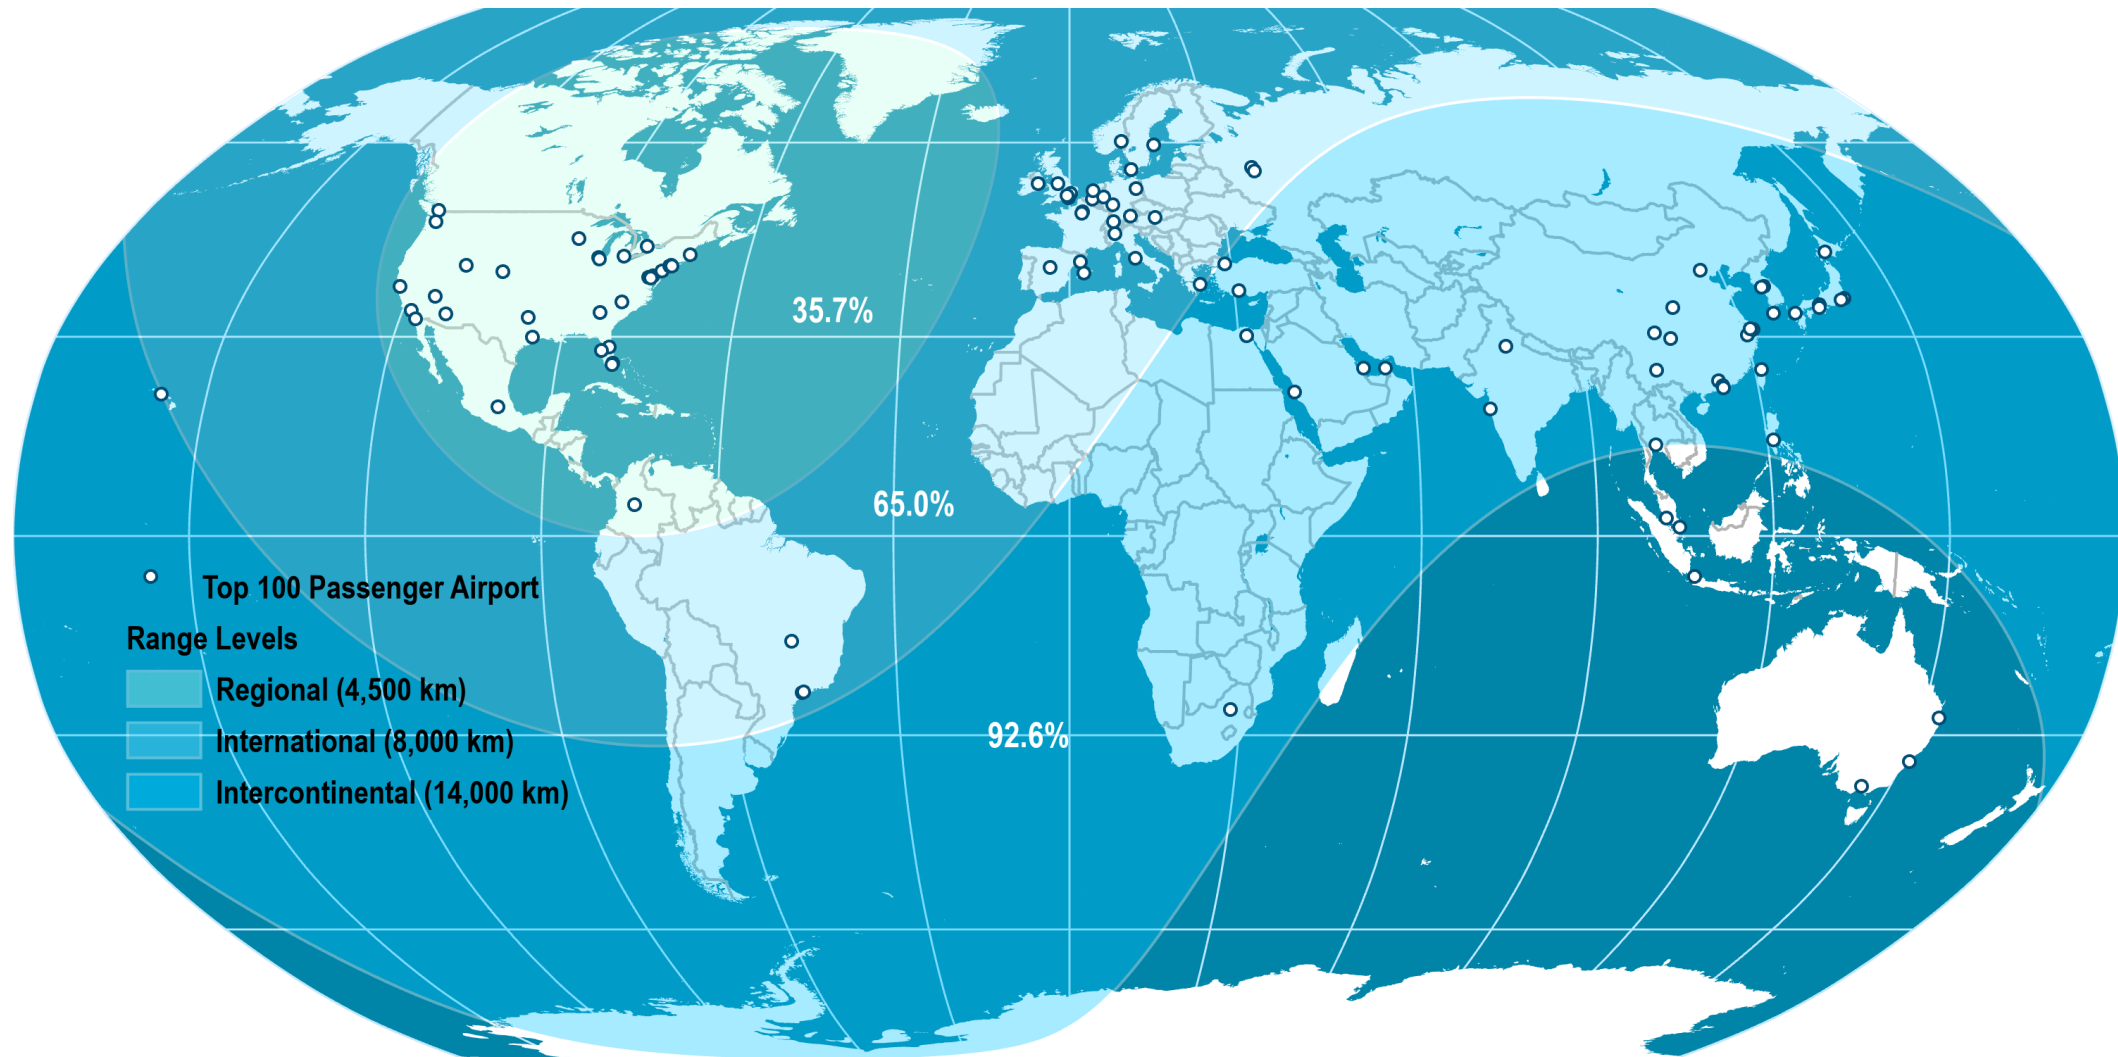 35.7%
65.0%
92.6%
Top 100 Passenger Airport
Range Levels
Regional (4,500 km)
International (8,000 km)
Intercontinental (14,000 km)